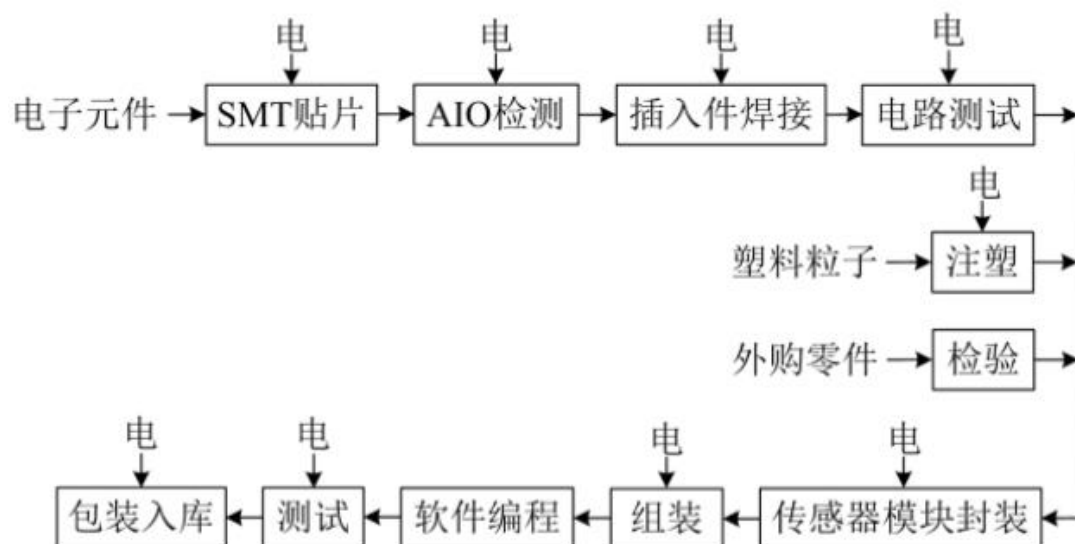 电 电 电 电
电子元件 SMT贴片 AIO检测 插入件焊接 电路测试
电
塑料粒子 注塑
外购零件 检验
电 电 电 电
包装入库 测试 软件编程 组装 传感器模块封装